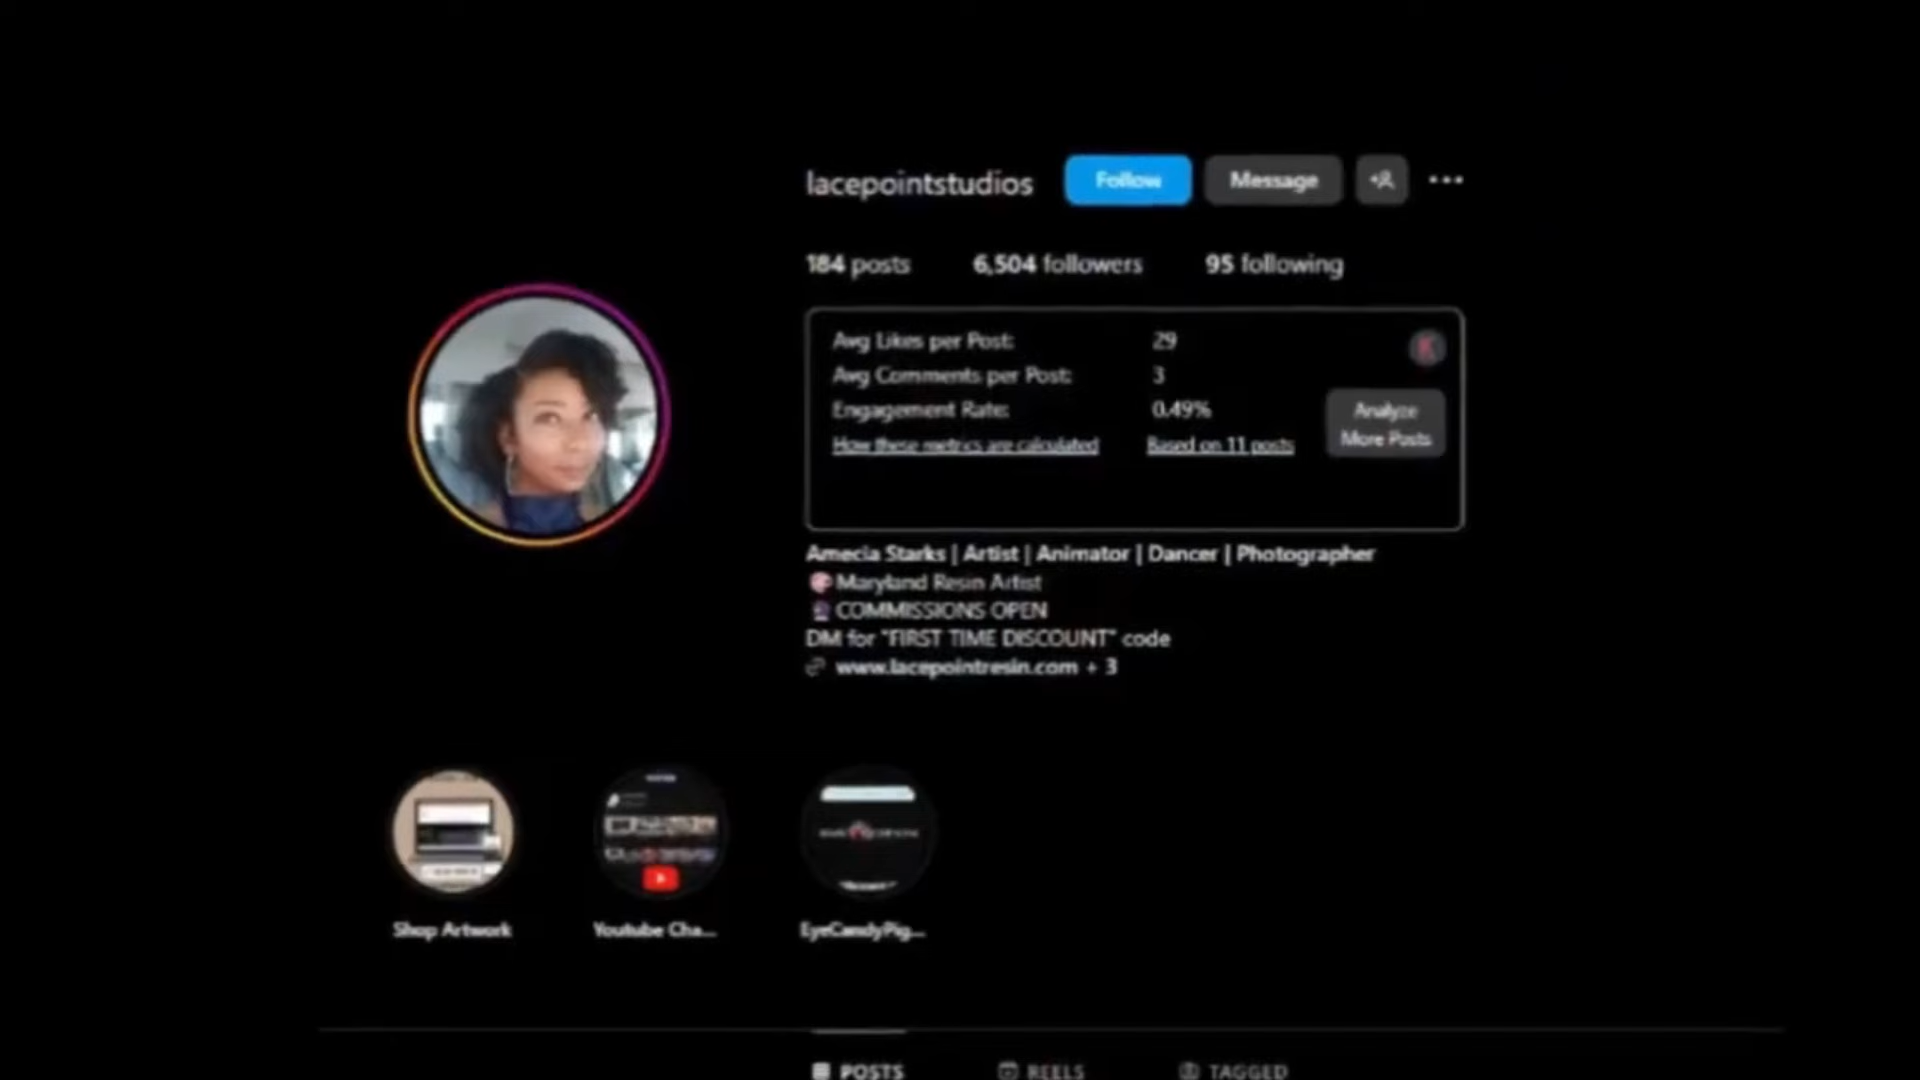 lacepointstudios Follow Message
184 posts 6,504 followers 95 following
Avg Likes per Post: 29
Avg Comments per Post: 3
Engagement Rate: 0.49%
How these metrics are calculated Based on 11 posts
Analyze
More Posts
Amecia Starks | Artist | Animator | Dancer | Photographer
Maryland Resin Artist
COMMISSIONS OPEN
DM for "FIRST TIME DISCOUNT" code
www.lacepointresin.com + 3
Shop Artwork Youtube Cha... EyeCandyPig...
POSTS REELS TAGGED